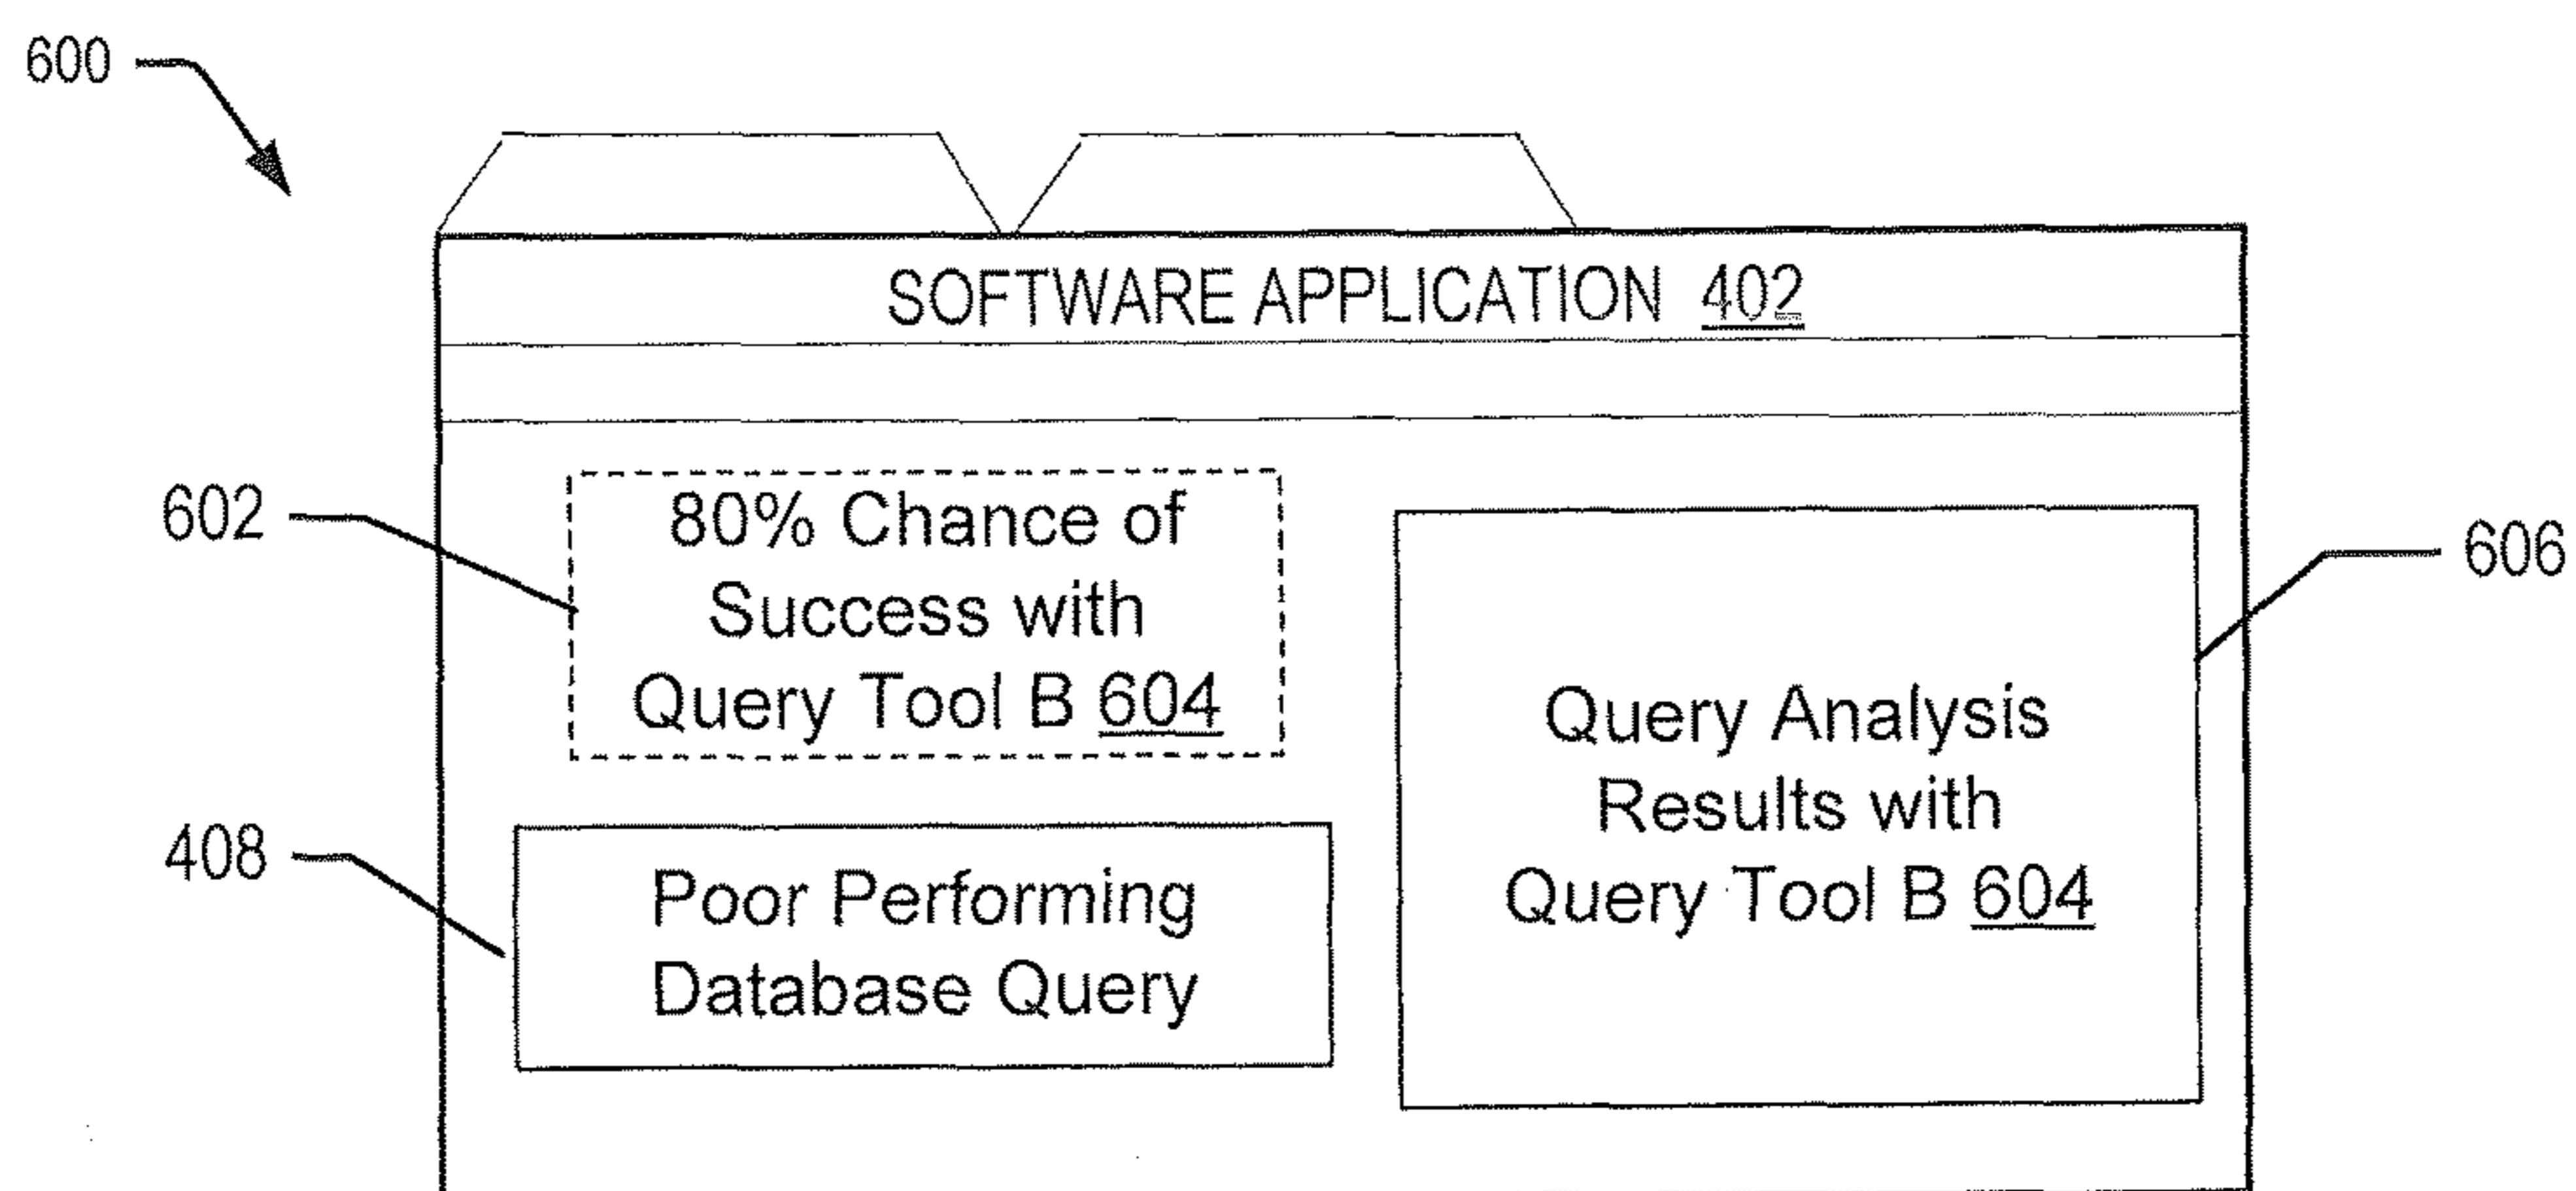 600
SOFTWARE APPLICATION 402
602
80% Chance of
Success with
Query Tool B 604
606
Query Analysis
Results with
Query Tool B 604
408
Poor Performing
Database Query